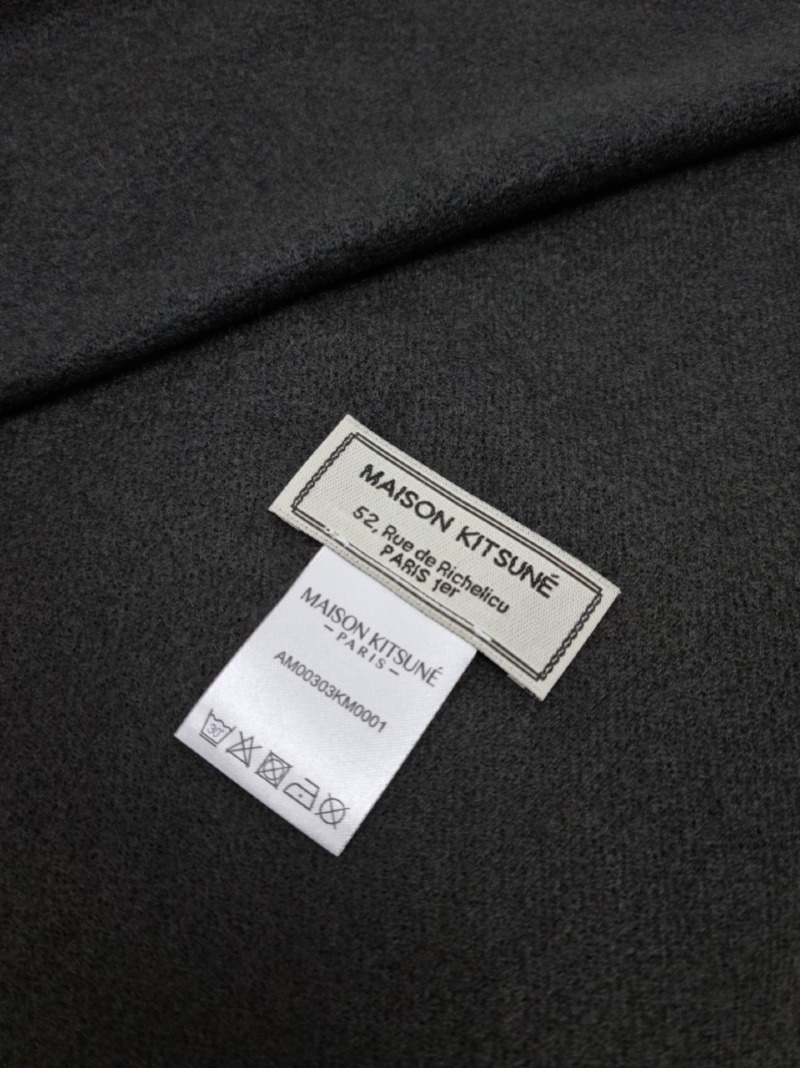 MAISON KITSUNÉ
52, Rue de Richelicu
PARIS 1er
MAISON KITSUNÉ
– PARIS –
AM00303KM0001
30°